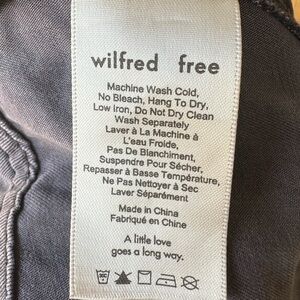 wilfred free
Machine Wash Cold,
No Bleach, Hang To Dry,
Low iron, Do Not Dry Clean
Wash Separately
Laver à La Machine à
L'eau Froide,
Pas De Blanchiment,
Suspendre Pour Sécher,
Repasser à Basse Température,
Ne Pas Nettoyer à Sec
Laver Séparément
Made in China
Fabriqué en Chine
A little love
goes a long way.